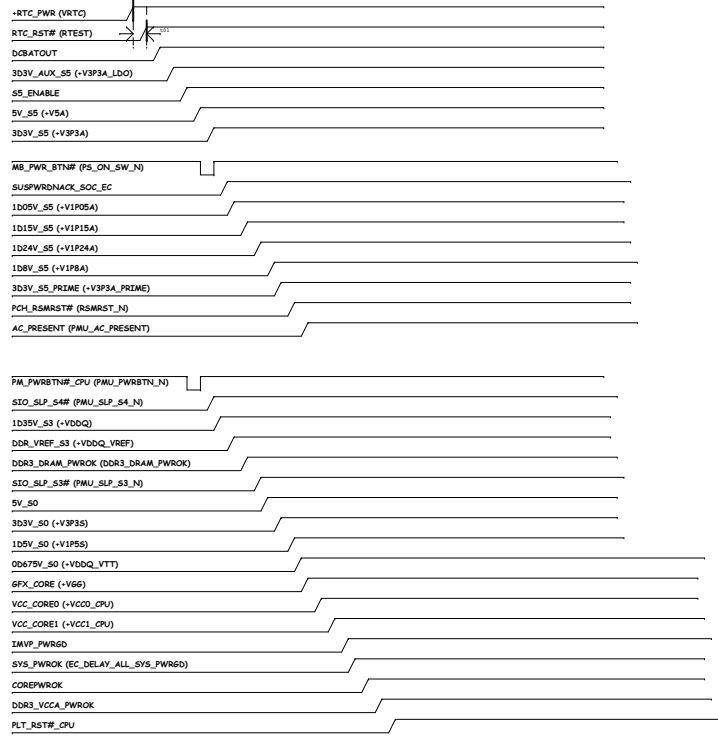 +RTC_PWR (VRTC)
RTC_RST# (RTEST)
t01
DCBATOUT
3D3V_AUX_S5 (+V3P3A_LDO)
S5_ENABLE
5V_S5 (+V5A)
3D3V_S5 (+V3P3A)
MB_PWR_BTN# (PS_ON_SW_N)
SUSPWRDNACK_SOC_EC
1D05V_S5 (+V1P05A)
1D15V_S5 (+V1P15A)
1D24V_S5 (+V1P24A)
1D8V_S5 (+V1P8A)
3D3V_S5_PRIME (+V3P3A_PRIME)
PCH_RSMRST# (RSMRST_N)
AC_PRESENT (PMU_AC_PRESENT)
PM_PWRBTN#_CPU (PMU_PWRBTN_N)
SIO_SLP_S4# (PMU_SLP_S4_N)
1D35V_S3 (+VDDQ)
DDR_VREF_S3 (+VDDQ_VREF)
DDR3_DRAM_PWROK (DDR3_DRAM_PWROK)
SIO_SLP_S3# (PMU_SLP_S3_N)
5V_S0
3D3V_S0 (+V3P3S)
1D5V_S0 (+V1P5S)
0D675V_S0 (+VDDQ_VTT)
GFX_CORE (+VGG)
VCC_CORE0 (+VCC0_CPU)
VCC_CORE1 (+VCC1_CPU)
IMVP_PWRGD
SYS_PWROK (EC_DELAY_ALL_SYS_PWRGD)
COREPWROK
DDR3_VCCA_PWROK
PLT_RST#_CPU